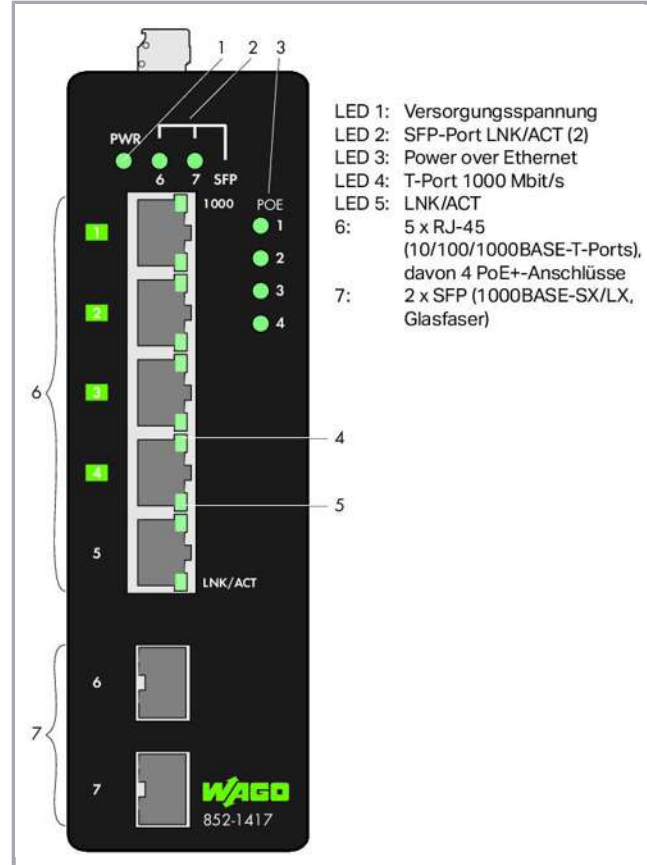 1 2 3
PWR
6 7 SFP
1000
POE
1
1
2
2
3
3
4
4
5
LNK/ACT
6
4
5
6
7
7
WAGO
852-1417
LED 1: Versorgungsspannung
LED 2: SFP-Port LNK/ACT (2)
LED 3: Power over Ethernet
LED 4: T-Port 1000 Mbit/s
LED 5: LNK/ACT
6: 5 x RJ-45
(10/100/1000BASE-T-Ports),
davon 4 PoE+-Anschlüsse
7: 2 x SFP (1000BASE-SX/LX,
Glasfaser)